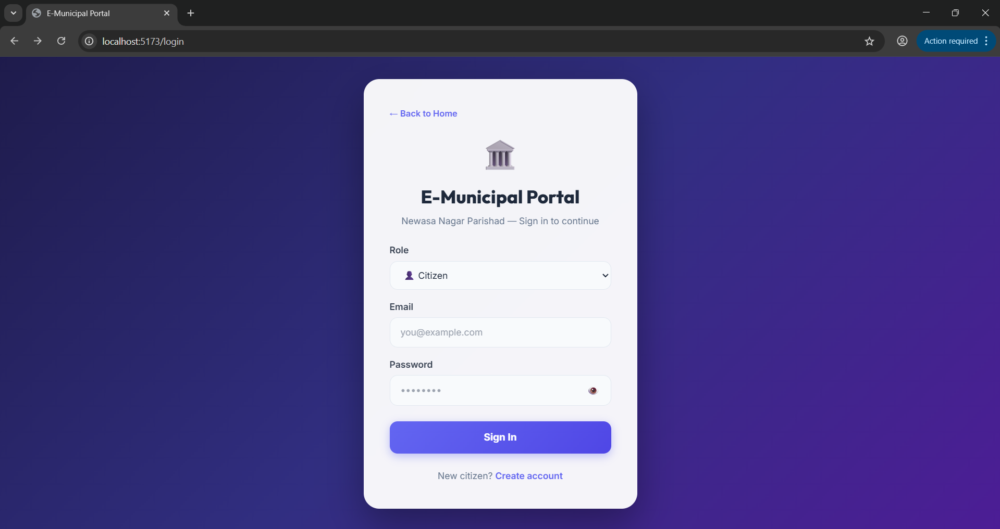 E-Municipal Portal
localhost:5173/login
Action required
← Back to Home
E-Municipal Portal
Newasa Nagar Parishad — Sign in to continue
Role
Citizen
Email
you@example.com
Password
••••••••
Sign In
New citizen? Create account